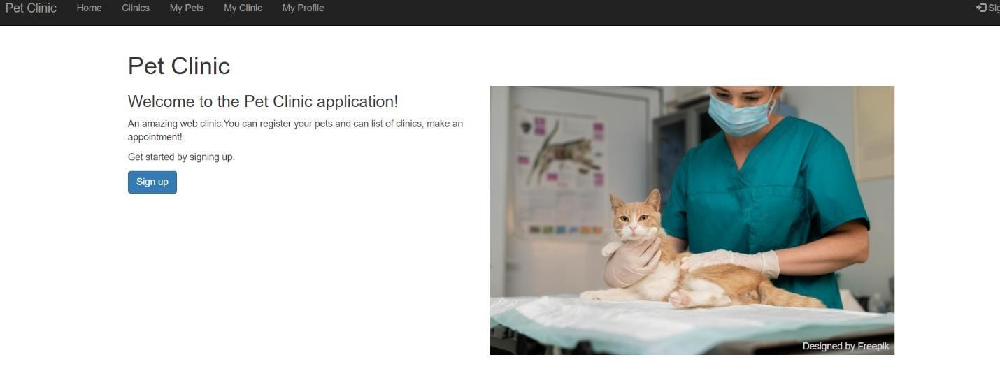 Pet Clinic Home Clinics My Pets My Clinic My Profile
Pet Clinic
Welcome to the Pet Clinic application!
An amazing web clinic.You can register your pets and can list of clinics, make an
appointment!
Get started by signing up.
Sign up
Designed by Freepik